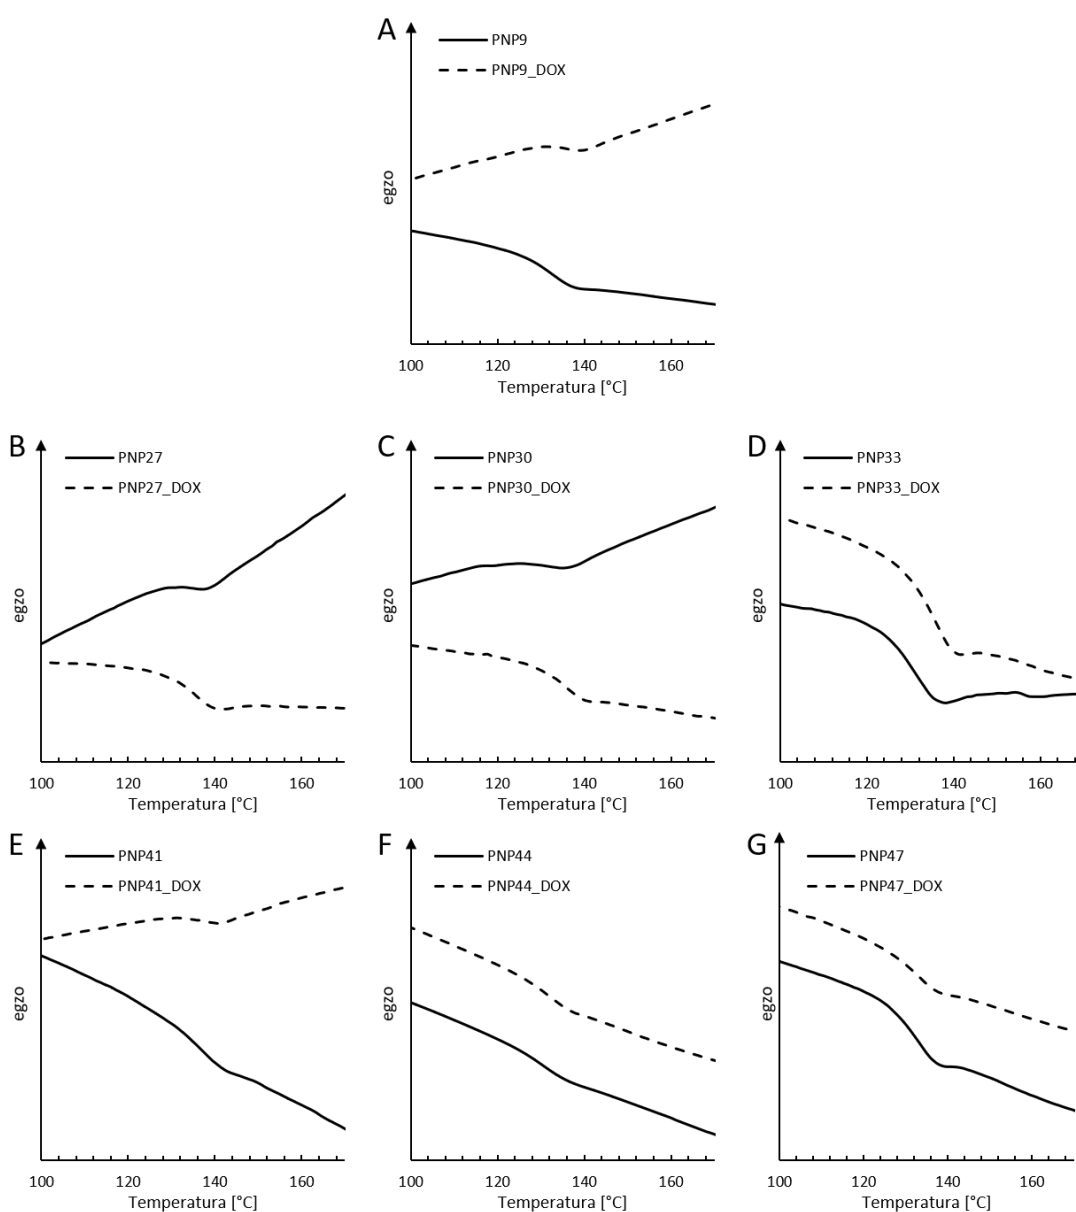 A
PNP9
PNP9_DOX
egzo
100 120 140 160
Temperatura [°C]
B
PNP27
PNP27_DOX
egzo
100 120 140 160
Temperatura [°C]
C
PNP30
PNP30_DOX
egzo
100 120 140 160
Temperatura [°C]
D
PNP33
PNP33_DOX
egzo
100 120 140 160
Temperatura [°C]
E
PNP41
PNP41_DOX
egzo
100 120 140 160
Temperatura [°C]
F
PNP44
PNP44_DOX
egzo
100 120 140 160
Temperatura [°C]
G
PNP47
PNP47_DOX
egzo
100 120 140 160
Temperatura [°C]